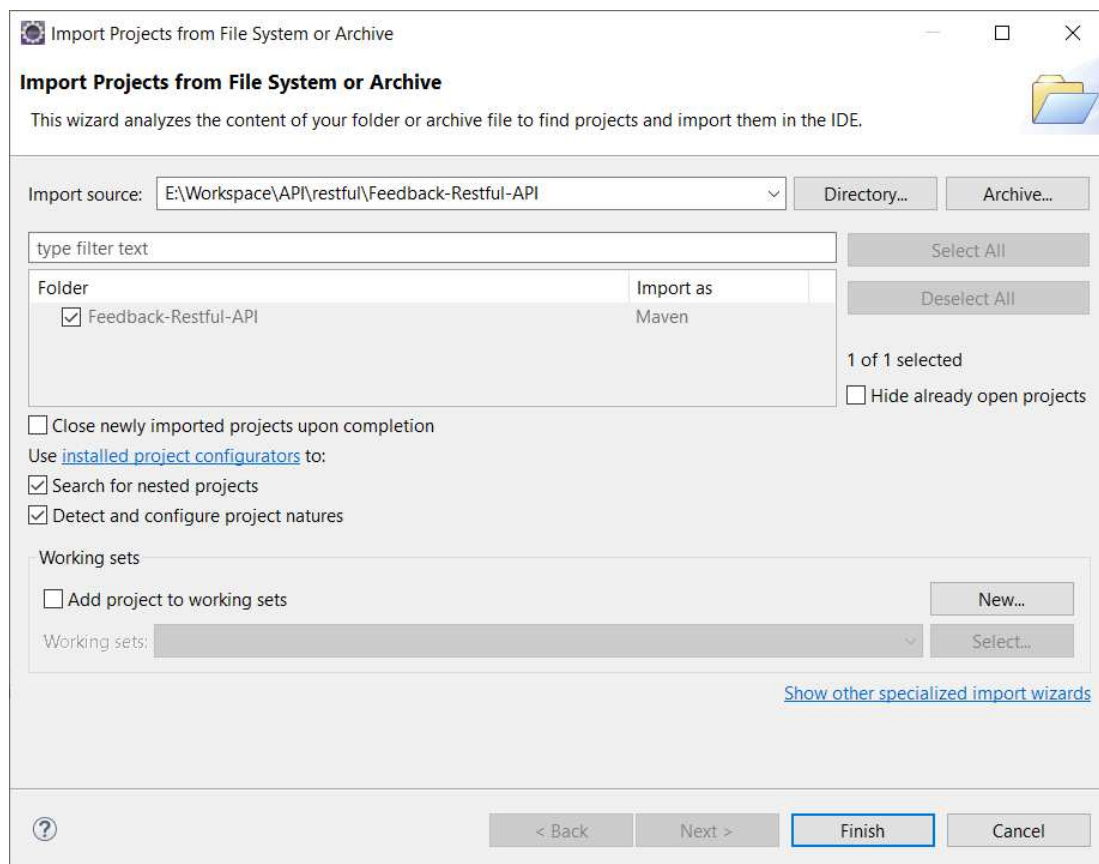 Import Projects from File System or Archive
Import Projects from File System or Archive
This wizard analyzes the content of your folder or archive file to find projects and import them in the IDE.
Import source: E:\Workspace\API\restful\Feedback-Restful-API Directory... Archive...
type filter text Select All
Folder Import as
Deselect All
Feedback-Restful-API Maven
1 of 1 selected
Hide already open projects
Close newly imported projects upon completion
Use installed project configurators to:
Search for nested projects
Detect and configure project natures
Working sets
Add project to working sets New...
Working sets: Select...
Show other specialized import wizards
? < Back Next > Finish Cancel